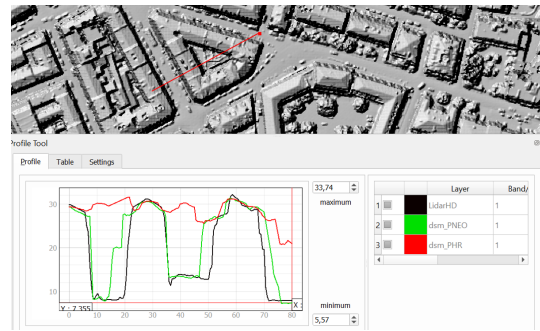 Profile Tool
Profile Table Settings
33,74
maximum
minimum
5,57
30
20
10
Y : 7.355
X :
0 10 20 30 40 50 60 70 80
Layer Band/
1 LidarHD 1
2 dsm_PNEO 1
3 dsm_PHR 1